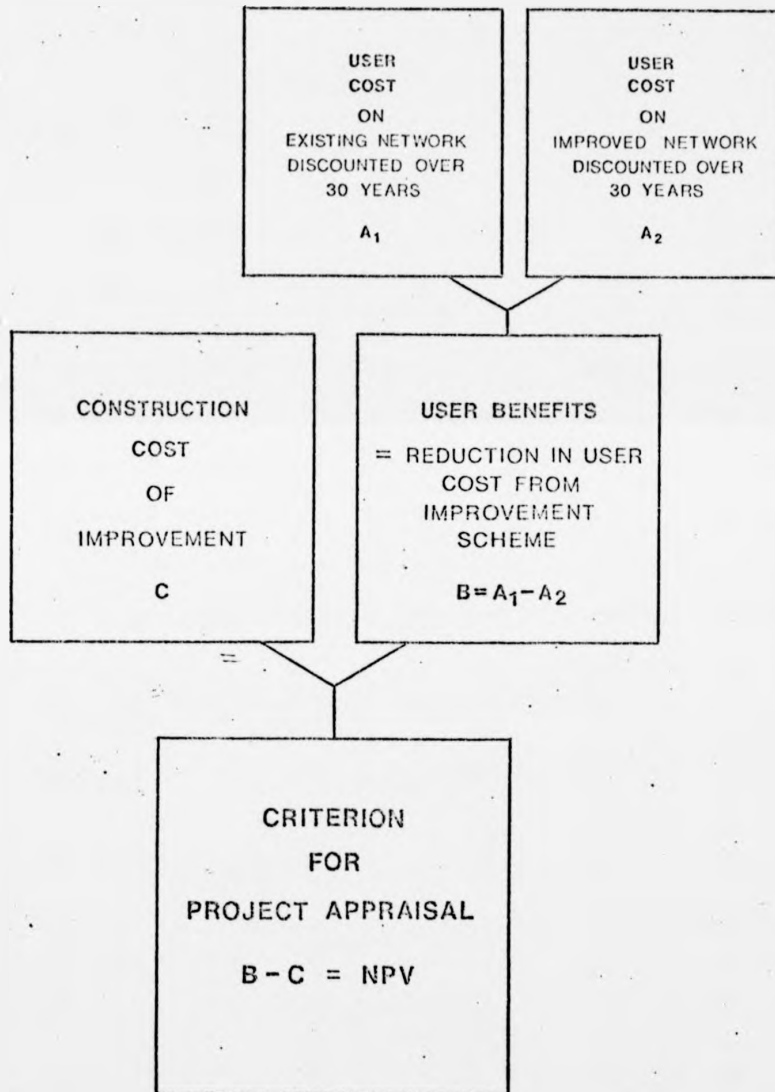 USER
COST
ON
EXISTING NETWORK
DISCOUNTED OVER
30 YEARS
A₁
USER
COST
ON
IMPROVED NETWORK
DISCOUNTED OVER
30 YEARS
A₂
CONSTRUCTION
COST
OF
IMPROVEMENT
C
USER BENEFITS
= REDUCTION IN USER
COST FROM
IMPROVEMENT
SCHEME
B=A₁-A₂
CRITERION
FOR
PROJECT APPRAISAL
B-C = NPV